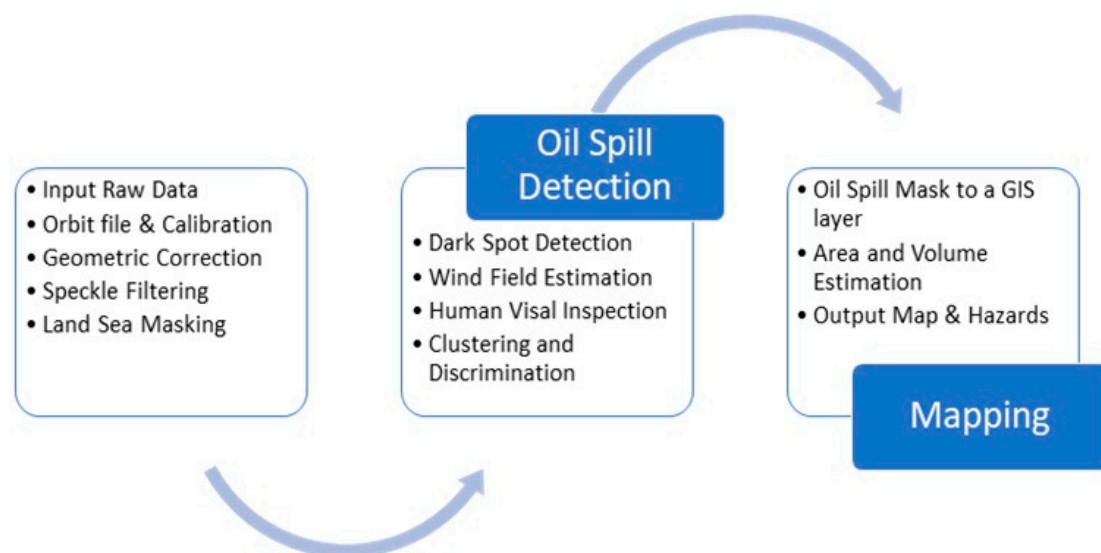 • Input Raw Data
• Orbit file & Calibration
• Geometric Correction
• Speckle Filtering
• Land Sea Masking
Oil Spill
Detection
• Dark Spot Detection
• Wind Field Estimation
• Human Visal Inspection
• Clustering and
Discrimination
• Oil Spill Mask to a GIS
layer
• Area and Volume
Estimation
• Output Map & Hazards
Mapping